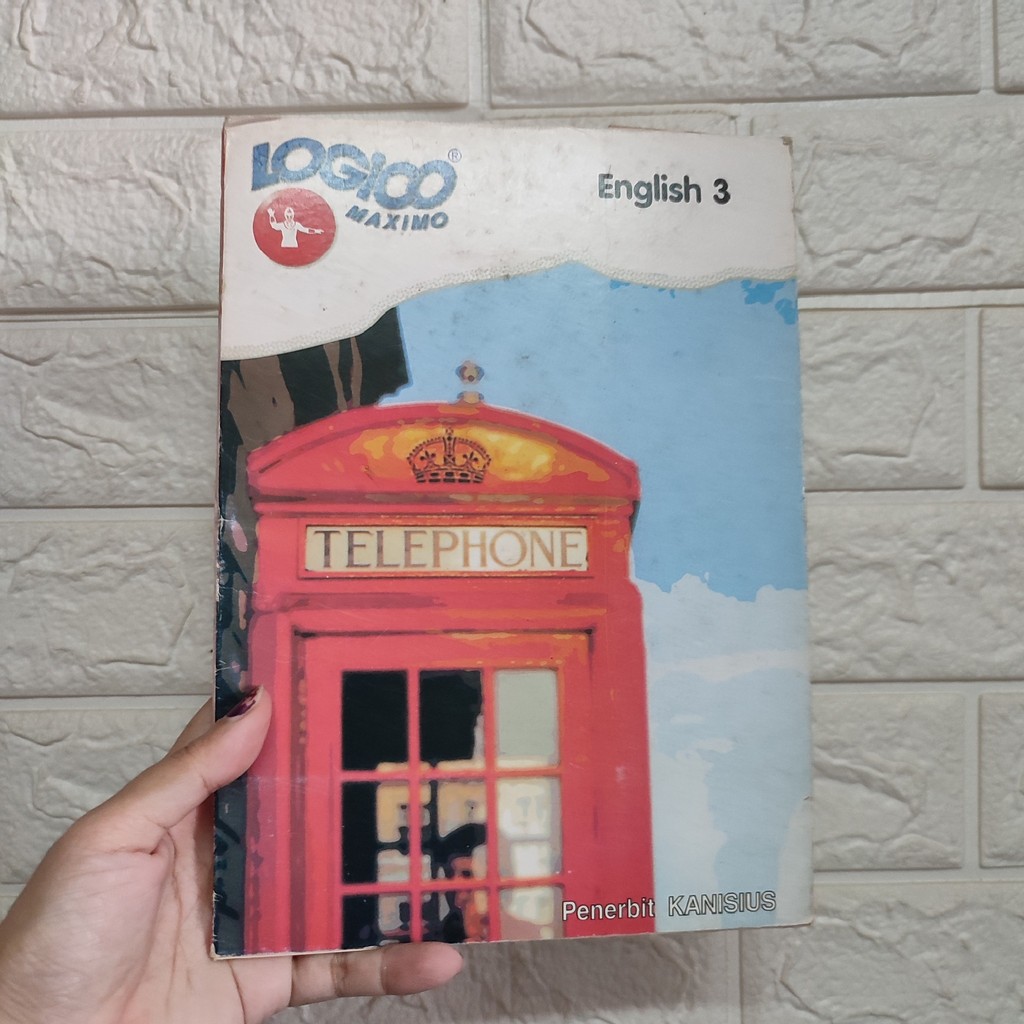 LOGICO®
MAXIMO
English 3
TELEPHONE
Penerbit KANISIUS